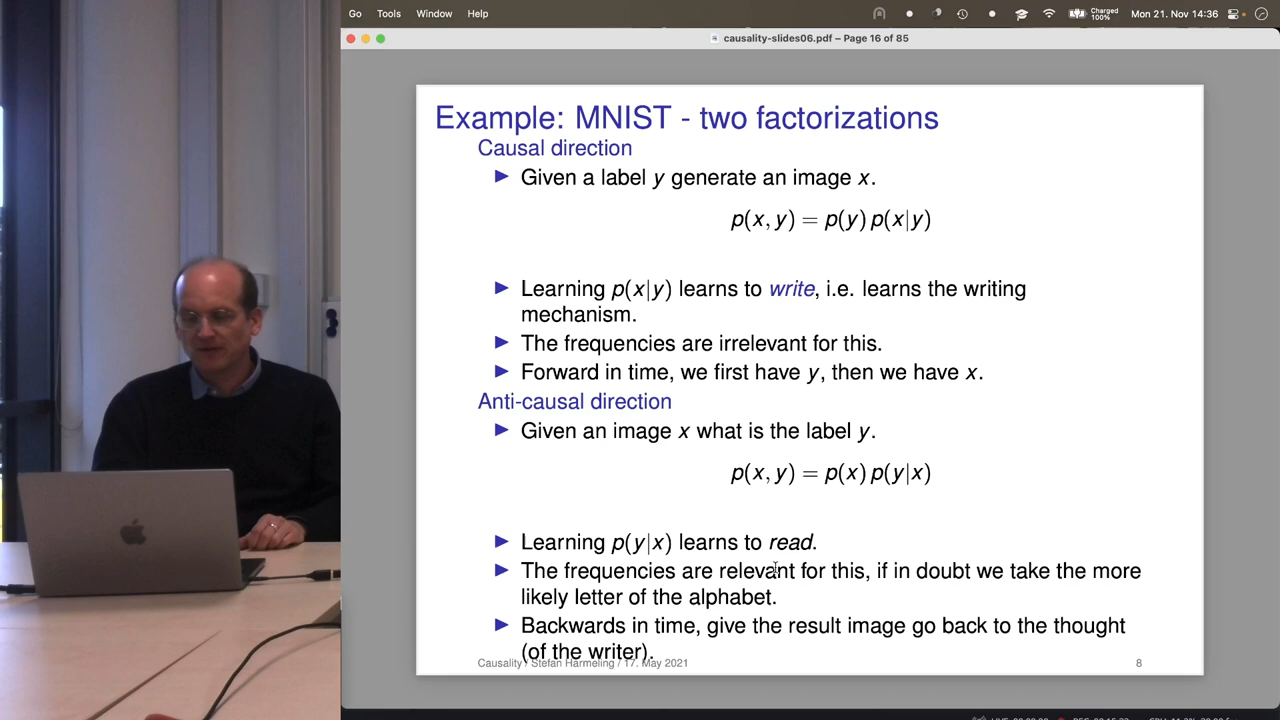 Go Tools Window Help Charged 100% Mon 21. Nov 14:36
causality-slides06.pdf – Page 16 of 85
Example: MNIST - two factorizations
Causal direction
Given a label y generate an image x.
p(x, y) = p(y) p(x|y)
Learning p(x|y) learns to write, i.e. learns the writing
mechanism.
The frequencies are irrelevant for this.
Forward in time, we first have y, then we have x.
Anti-causal direction
Given an image x what is the label y.
p(x, y) = p(x) p(y|x)
Learning p(y|x) learns to read.
The frequencies are relevant for this, if in doubt we take the more
likely letter of the alphabet.
Backwards in time, give the result image go back to the thought
(of the writer).
Causality / Stefan Harmeling / 17. May 2021 8